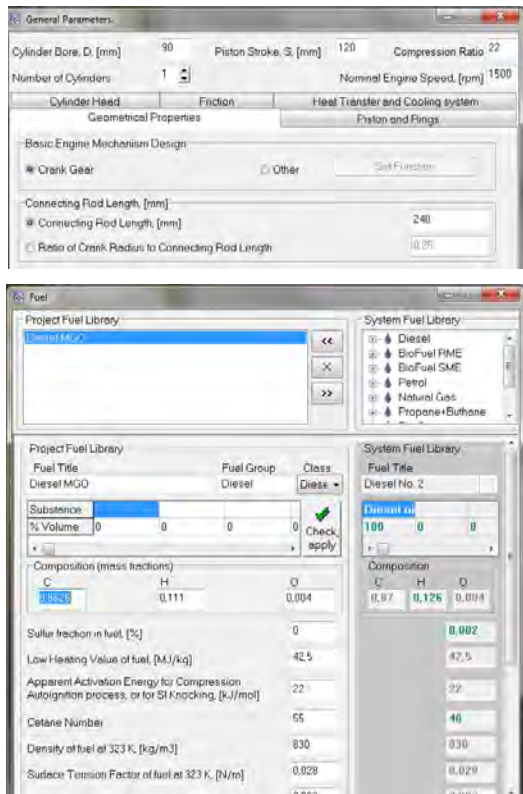 General Parameters.
Cylinder Bore, D, [mm] 90 Piston Stroke, S, [mm] 120 Compression Ratio 22
Number of Cylinders 1 Nominal Engine Speed, [rpm] 1500
Cylinder Head Friction Heat Transfer and Cooling system
Geometrical Properties Piston and Rings
Basic Engine Mechanism Design
Crank Gear Other Set Function
Connecting Rod Length, [mm]
Connecting Rod Length, [mm] 240
Ratio of Crank Radius to Connecting Rod Length 0,25
Fuel
Project Fuel Library System Fuel Library
Diesel MGO << Diesel
BioFuel RME
X BioFuel SME
Petrol
>> Natural Gas
Propane+Buthane
Project Fuel Library System Fuel Library
Fuel Title Fuel Group Class Fuel Title
Diesel MGO Diesel Diese Diesel No. 2
Substance Diesel
% Volume 0 0 0 0 Check, apply 100 0 0
Composition (mass fractions) Composition
C H O C H O
0,111 0,004 0,87 0,126 0,004
Sulfur fraction in fuel, [%] 0 0,002
Low Heating Value of fuel, [MJ/kg] 42,5 42,5
Apparent Activation Energy for Compression
Autoignition process, or for SI Knocking, [kJ/mol] 22 22
Cetane Number 55 48
Density of fuel at 323 K, [kg/m3] 830 830
Surface Tension Factor of fuel at 323 K, [N/m] 0,028 0,028